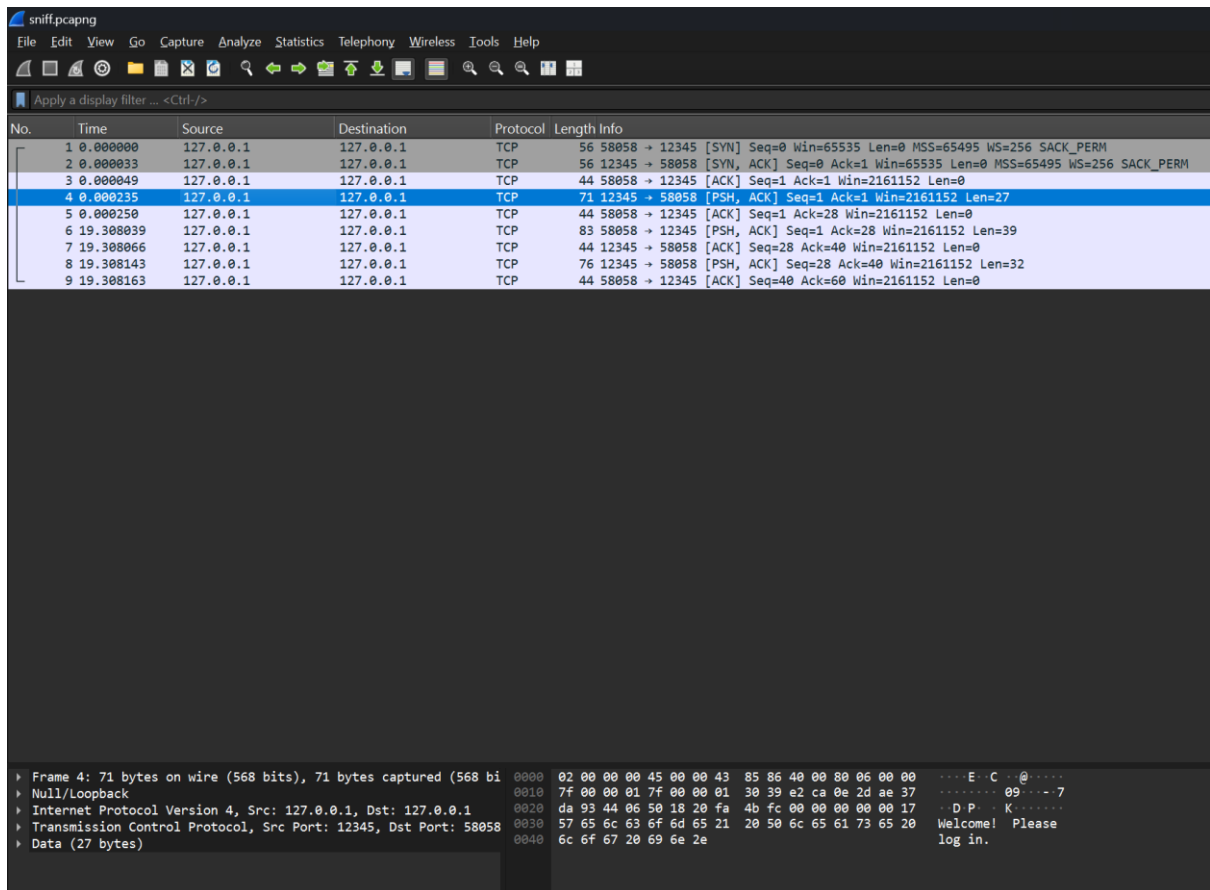 sniff.pcapng
File Edit View Go Capture Analyze Statistics Telephony Wireless Tools Help
Apply a display filter ... <Ctrl-/>
No. Time Source Destination Protocol Length Info
1 0.000000 127.0.0.1 127.0.0.1 TCP 56 58058 → 12345 [SYN] Seq=0 Win=65535 Len=0 MSS=65495 WS=256 SACK_PERM
2 0.000033 127.0.0.1 127.0.0.1 TCP 56 12345 → 58058 [SYN, ACK] Seq=0 Ack=1 Win=65535 Len=0 MSS=65495 WS=256 SACK_PERM
3 0.000049 127.0.0.1 127.0.0.1 TCP 44 58058 → 12345 [ACK] Seq=1 Ack=1 Win=2161152 Len=0
4 0.000235 127.0.0.1 127.0.0.1 TCP 71 12345 → 58058 [PSH, ACK] Seq=1 Ack=1 Win=2161152 Len=27
5 0.000250 127.0.0.1 127.0.0.1 TCP 44 58058 → 12345 [ACK] Seq=1 Ack=28 Win=2161152 Len=0
6 19.308039 127.0.0.1 127.0.0.1 TCP 83 58058 → 12345 [PSH, ACK] Seq=1 Ack=28 Win=2161152 Len=39
7 19.308066 127.0.0.1 127.0.0.1 TCP 44 12345 → 58058 [ACK] Seq=28 Ack=40 Win=2161152 Len=0
8 19.308143 127.0.0.1 127.0.0.1 TCP 76 12345 → 58058 [PSH, ACK] Seq=28 Ack=40 Win=2161152 Len=32
9 19.308163 127.0.0.1 127.0.0.1 TCP 44 58058 → 12345 [ACK] Seq=40 Ack=60 Win=2161152 Len=0
Frame 4: 71 bytes on wire (568 bits), 71 bytes captured (568 bi
Null/Loopback
Internet Protocol Version 4, Src: 127.0.0.1, Dst: 127.0.0.1
Transmission Control Protocol, Src Port: 12345, Dst Port: 58058
Data (27 bytes)
0000 02 00 00 00 45 00 00 43 85 86 40 00 80 06 00 00 ····E··C ··@·····
0010 7f 00 00 01 7f 00 00 01 30 39 e2 ca 0e 2d ae 37 ········ 09···-·7
0020 da 93 44 06 50 18 20 fa 4b fc 00 00 00 00 00 17 ··D·P· · K·······
0030 57 65 6c 63 6f 6d 65 21 20 50 6c 65 61 73 65 20 Welcome! Please
0040 6c 6f 67 20 69 6e 2e log in.